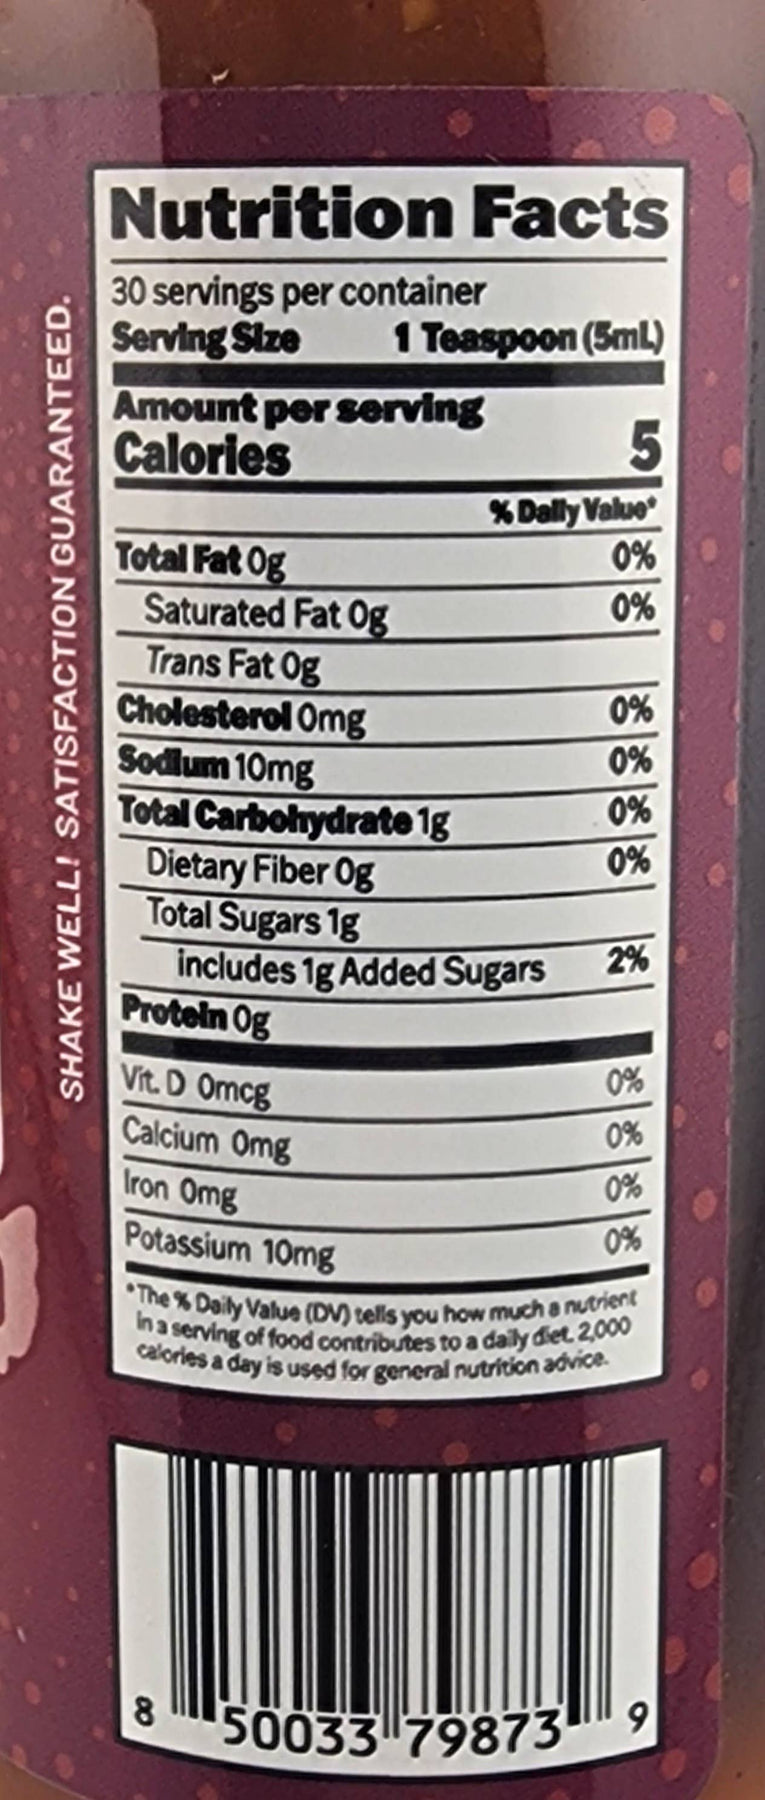 Nutrition Facts
30 servings per container
Serving Size 1 Teaspoon (5mL)
Amount per serving
Calories 5
% Daily Value*
Total Fat 0g 0%
Saturated Fat 0g 0%
Trans Fat 0g
Cholesterol 0mg 0%
Sodium 10mg 0%
Total Carbohydrate 1g 0%
Dietary Fiber 0g 0%
Total Sugars 1g
includes 1g Added Sugars 2%
Protein 0g
Vit. D 0mcg 0%
Calcium 0mg 0%
Iron 0mg 0%
Potassium 10mg 0%
*The % Daily Value (DV) tells you how much a nutrient
in a serving of food contributes to a daily diet. 2,000
calories a day is used for general nutrition advice.
SHAKE WELL! SATISFACTION GUARANTEED.
8 50033 79873 9